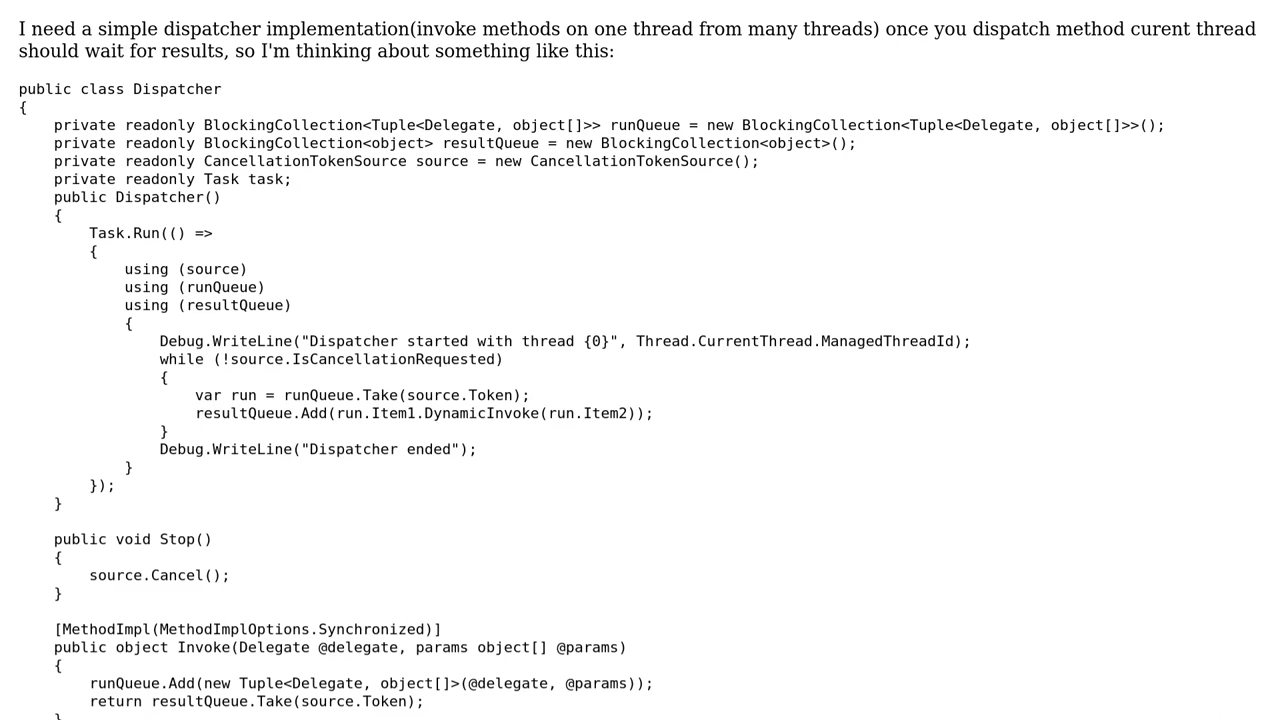 I need a simple dispatcher implementation(invoke methods on one thread from many threads) once you dispatch method curent thread
should wait for results, so I'm thinking about something like this:
public class Dispatcher
{
    private readonly BlockingCollection<Tuple<Delegate, object[]>> runQueue = new BlockingCollection<Tuple<Delegate, object[]>>();
    private readonly BlockingCollection<object> resultQueue = new BlockingCollection<object>();
    private readonly CancellationTokenSource source = new CancellationTokenSource();
    private readonly Task task;
    public Dispatcher()
    {
        Task.Run(() =>
        {
            using (source)
            using (runQueue)
            using (resultQueue)
            {
                Debug.WriteLine("Dispatcher started with thread {0}", Thread.CurrentThread.ManagedThreadId);
                while (!source.IsCancellationRequested)
                {
                    var run = runQueue.Take(source.Token);
                    resultQueue.Add(run.Item1.DynamicInvoke(run.Item2));
                }
                Debug.WriteLine("Dispatcher ended");
            }
        });
    }
    public void Stop()
    {
        source.Cancel();
    }
    [MethodImpl(MethodImplOptions.Synchronized)]
    public object Invoke(Delegate @delegate, params object[] @params)
    {
        runQueue.Add(new Tuple<Delegate, object[]>(@delegate, @params));
        return resultQueue.Take(source.Token);
    }